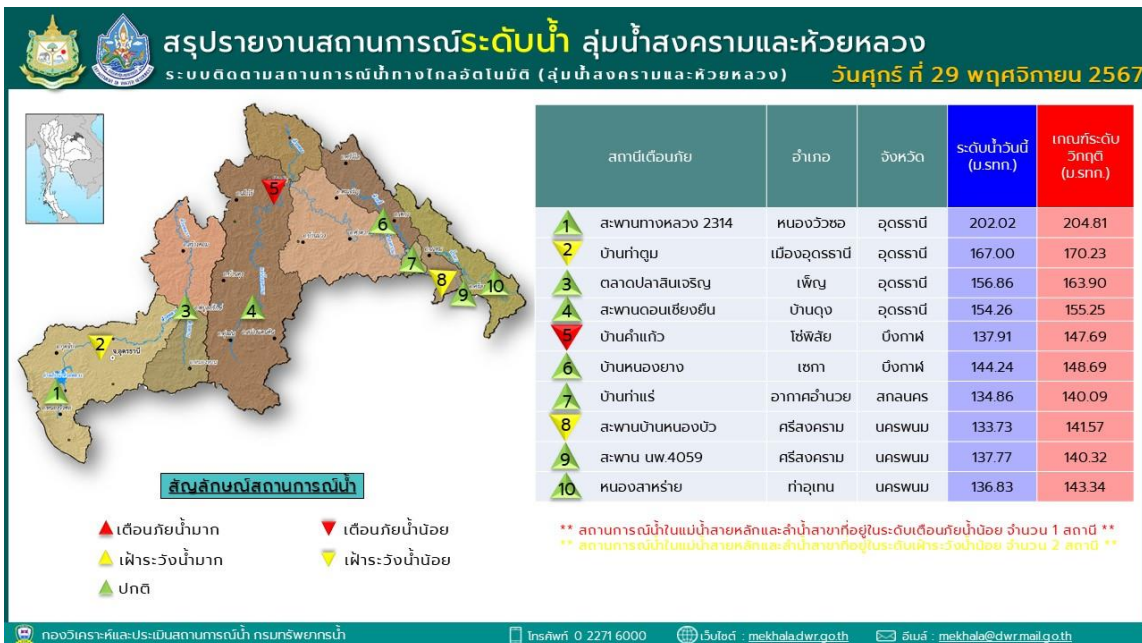 สรุปรายงานสถานการณ์ระดับน้ำ ลุ่มน้ำสงครามและห้วยหลวง
ระบบติดตามสถานการณ์น้ำทางไกลอัตโนมัติ (ลุ่มน้ำสงครามและห้วยหลวง) วันศุกร์ ที่ 29 พฤศจิกายน 2567
สถานีเตือนภัย อำเภอ จังหวัด ระดับน้ำวันนี้ (ม.รทก.) เกณฑ์ระดับวิกฤติ (ม.รทก.)
1 สะพานทางหลวง 2314 หนองวัวซอ อุดรธานี 202.02 204.81
2 บ้านท่าตูม เมืองอุดรธานี อุดรธานี 167.00 170.23
3 ตลาดปลาสินเจริญ เพ็ญ อุดรธานี 156.86 163.90
4 สะพานดอนเชียงยืน บ้านดุง อุดรธานี 154.26 155.25
5 บ้านคำแก้ว โซ่พิสัย บึงกาฬ 137.91 147.69
6 บ้านหนองยาง เซกา บึงกาฬ 144.24 148.69
7 บ้านท่าแร่ อากาศอำนวย สกลนคร 134.86 140.09
8 สะพานบ้านหนองบัว ศรีสงคราม นครพนม 133.73 141.57
9 สะพาน นพ.4059 ศรีสงคราม นครพนม 137.77 140.32
10 หนองสาหร่าย ท่าอุเทน นครพนม 136.83 143.34
5
6
7
8
9
10
3
4
2
1
จ.อุดรธานี
สัญลักษณ์สถานการณ์น้ำ
เตือนภัยน้ำมาก เตือนภัยน้ำน้อย
เฝ้าระวังน้ำมาก เฝ้าระวังน้ำน้อย
ปกติ
** สถานการณ์น้ำในแม่น้ำสายหลักและลำน้ำสาขาที่อยู่ในระดับเตือนภัยน้ำน้อย จำนวน 1 สถานี **
** สถานการณ์น้ำในแม่น้ำสายหลักและลำน้ำสาขาที่อยู่ในระดับเฝ้าระวังน้ำน้อย จำนวน 2 สถานี **
กองวิเคราะห์และประเมินสถานการณ์น้ำ กรมทรัพยากรน้ำ โทรศัพท์ 0 2271 6000 เว็บไซต์ : mekhala.dwr.go.th อีเมล์ : mekhala@dwr.mail.go.th